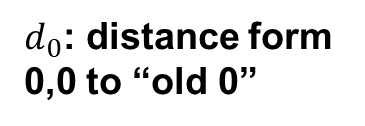 d₀: distance form
0,0 to “old 0”